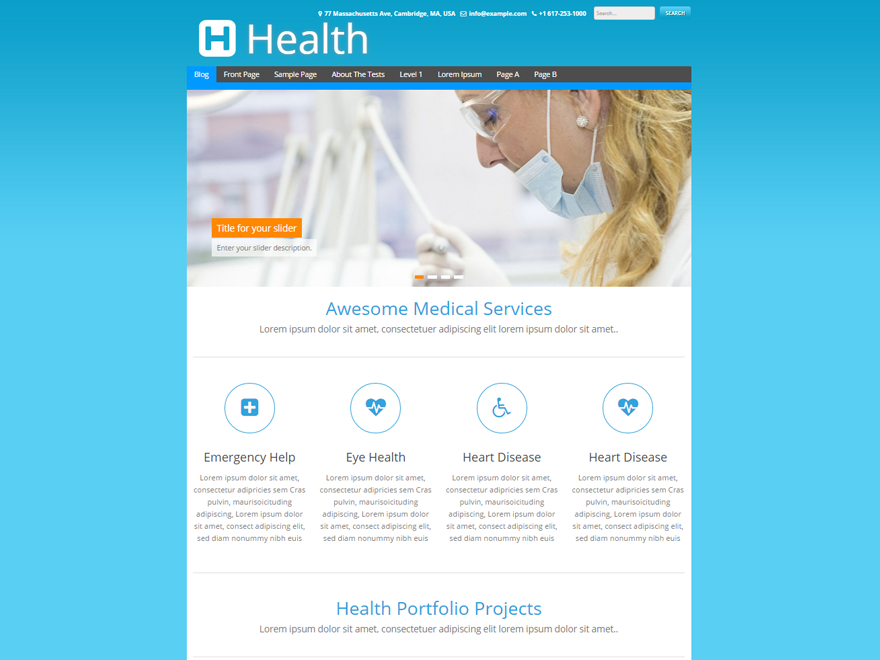 77 Massachusetts Ave, Cambridge, MA, USA info@example.com +1 617-253-1000 Search... SEARCH
H Health
Blog Front Page Sample Page About The Tests Level 1 Lorem Ipsum Page A Page B
Title for your slider
Enter your slider description.
Awesome Medical Services
Lorem ipsum dolor sit amet, consectetuer adipiscing elit lorem ipsum dolor sit amet..
Emergency Help Eye Health Heart Disease Heart Disease
Lorem ipsum dolor sit amet,
consectetur adipricies sem Cras
pulvin, maurisoicituding
adipiscing, Lorem ipsum dolor
sit amet, consect adipiscing elit,
sed diam nonummy nibh euis
Lorem ipsum dolor sit amet,
consectetur adipricies sem Cras
pulvin, maurisoicituding
adipiscing, Lorem ipsum dolor
sit amet, consect adipiscing elit,
sed diam nonummy nibh euis
Lorem ipsum dolor sit amet,
consectetur adipricies sem Cras
pulvin, maurisoicituding
adipiscing, Lorem ipsum dolor
sit amet, consect adipiscing elit,
sed diam nonummy nibh euis
Lorem ipsum dolor sit amet,
consectetur adipricies sem Cras
pulvin, maurisoicituding
adipiscing, Lorem ipsum dolor
sit amet, consect adipiscing elit,
sed diam nonummy nibh euis
Health Portfolio Projects
Lorem ipsum dolor sit amet, consectetuer adipiscing elit lorem ipsum dolor sit amet..